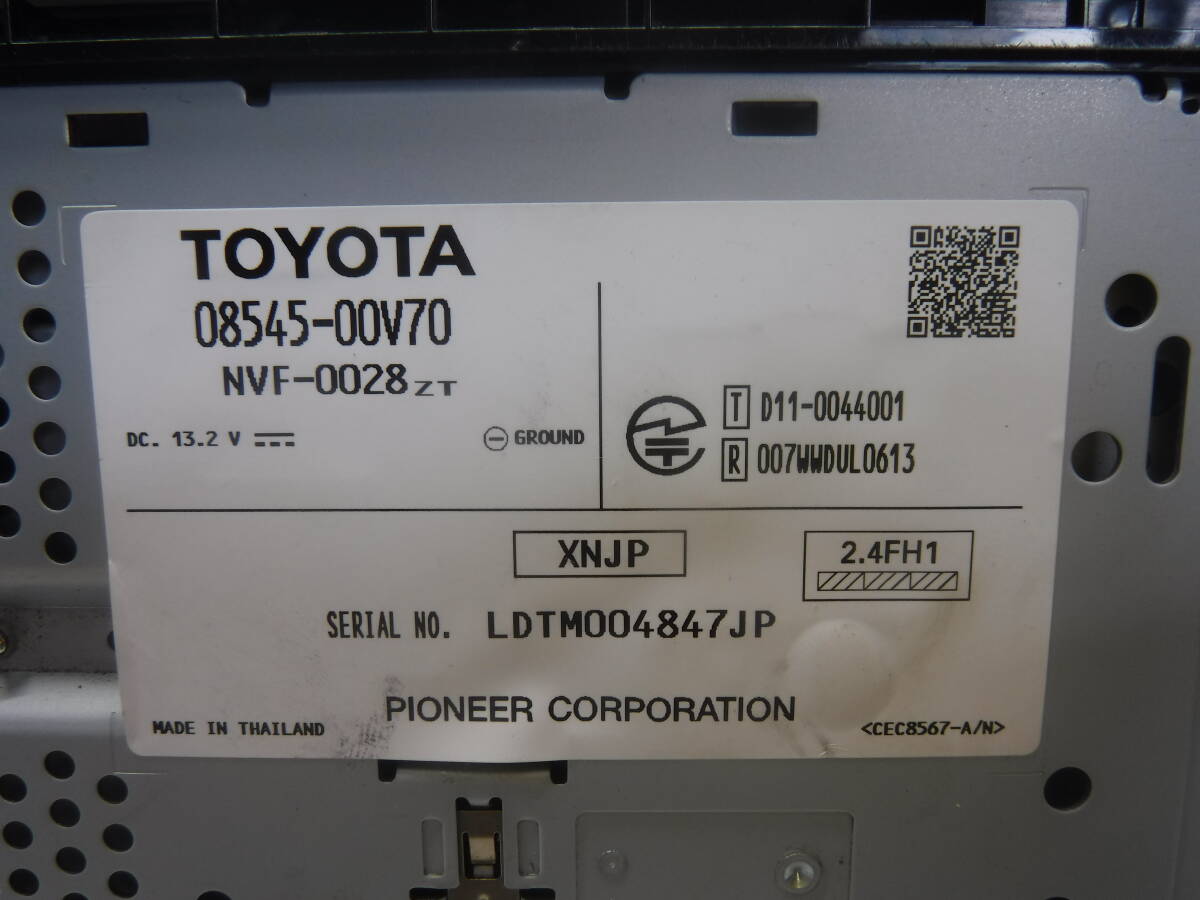 TOYOTA
08545-00V70
NVF-0028ZT
DC. 13.2 V
GROUND
T D11-0044001
R 007WWDUL0613
XNJP
2.4FH1
SERIAL NO. LDTM004847JP
PIONEER CORPORATION
MADE IN THAILAND
<CEC8567-A/N>